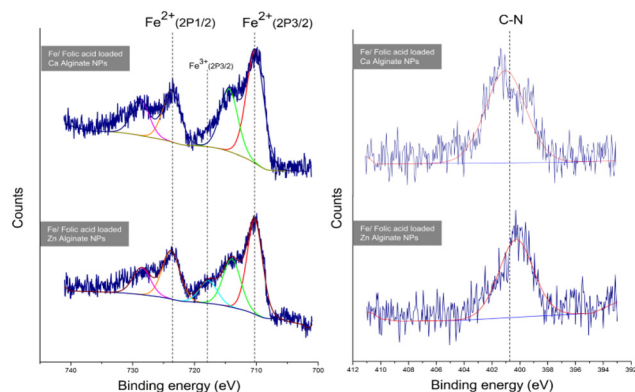 Fe2+(2P1/2) Fe2+(2P3/2)
Fe3+(2P3/2)
Fe/ Folic acid loaded
Ca Alginate NPs
Fe/ Folic acid loaded
Zn Alginate NPs
Counts
740 730 720 710 700
Binding energy (eV)
C-N
Fe/ Folic acid loaded
Ca Alginate NPs
Fe/ Folic acid loaded
Zn Alginate NPs
Counts
412 410 408 406 404 402 400 398 396 394 392
Binding energy (eV)